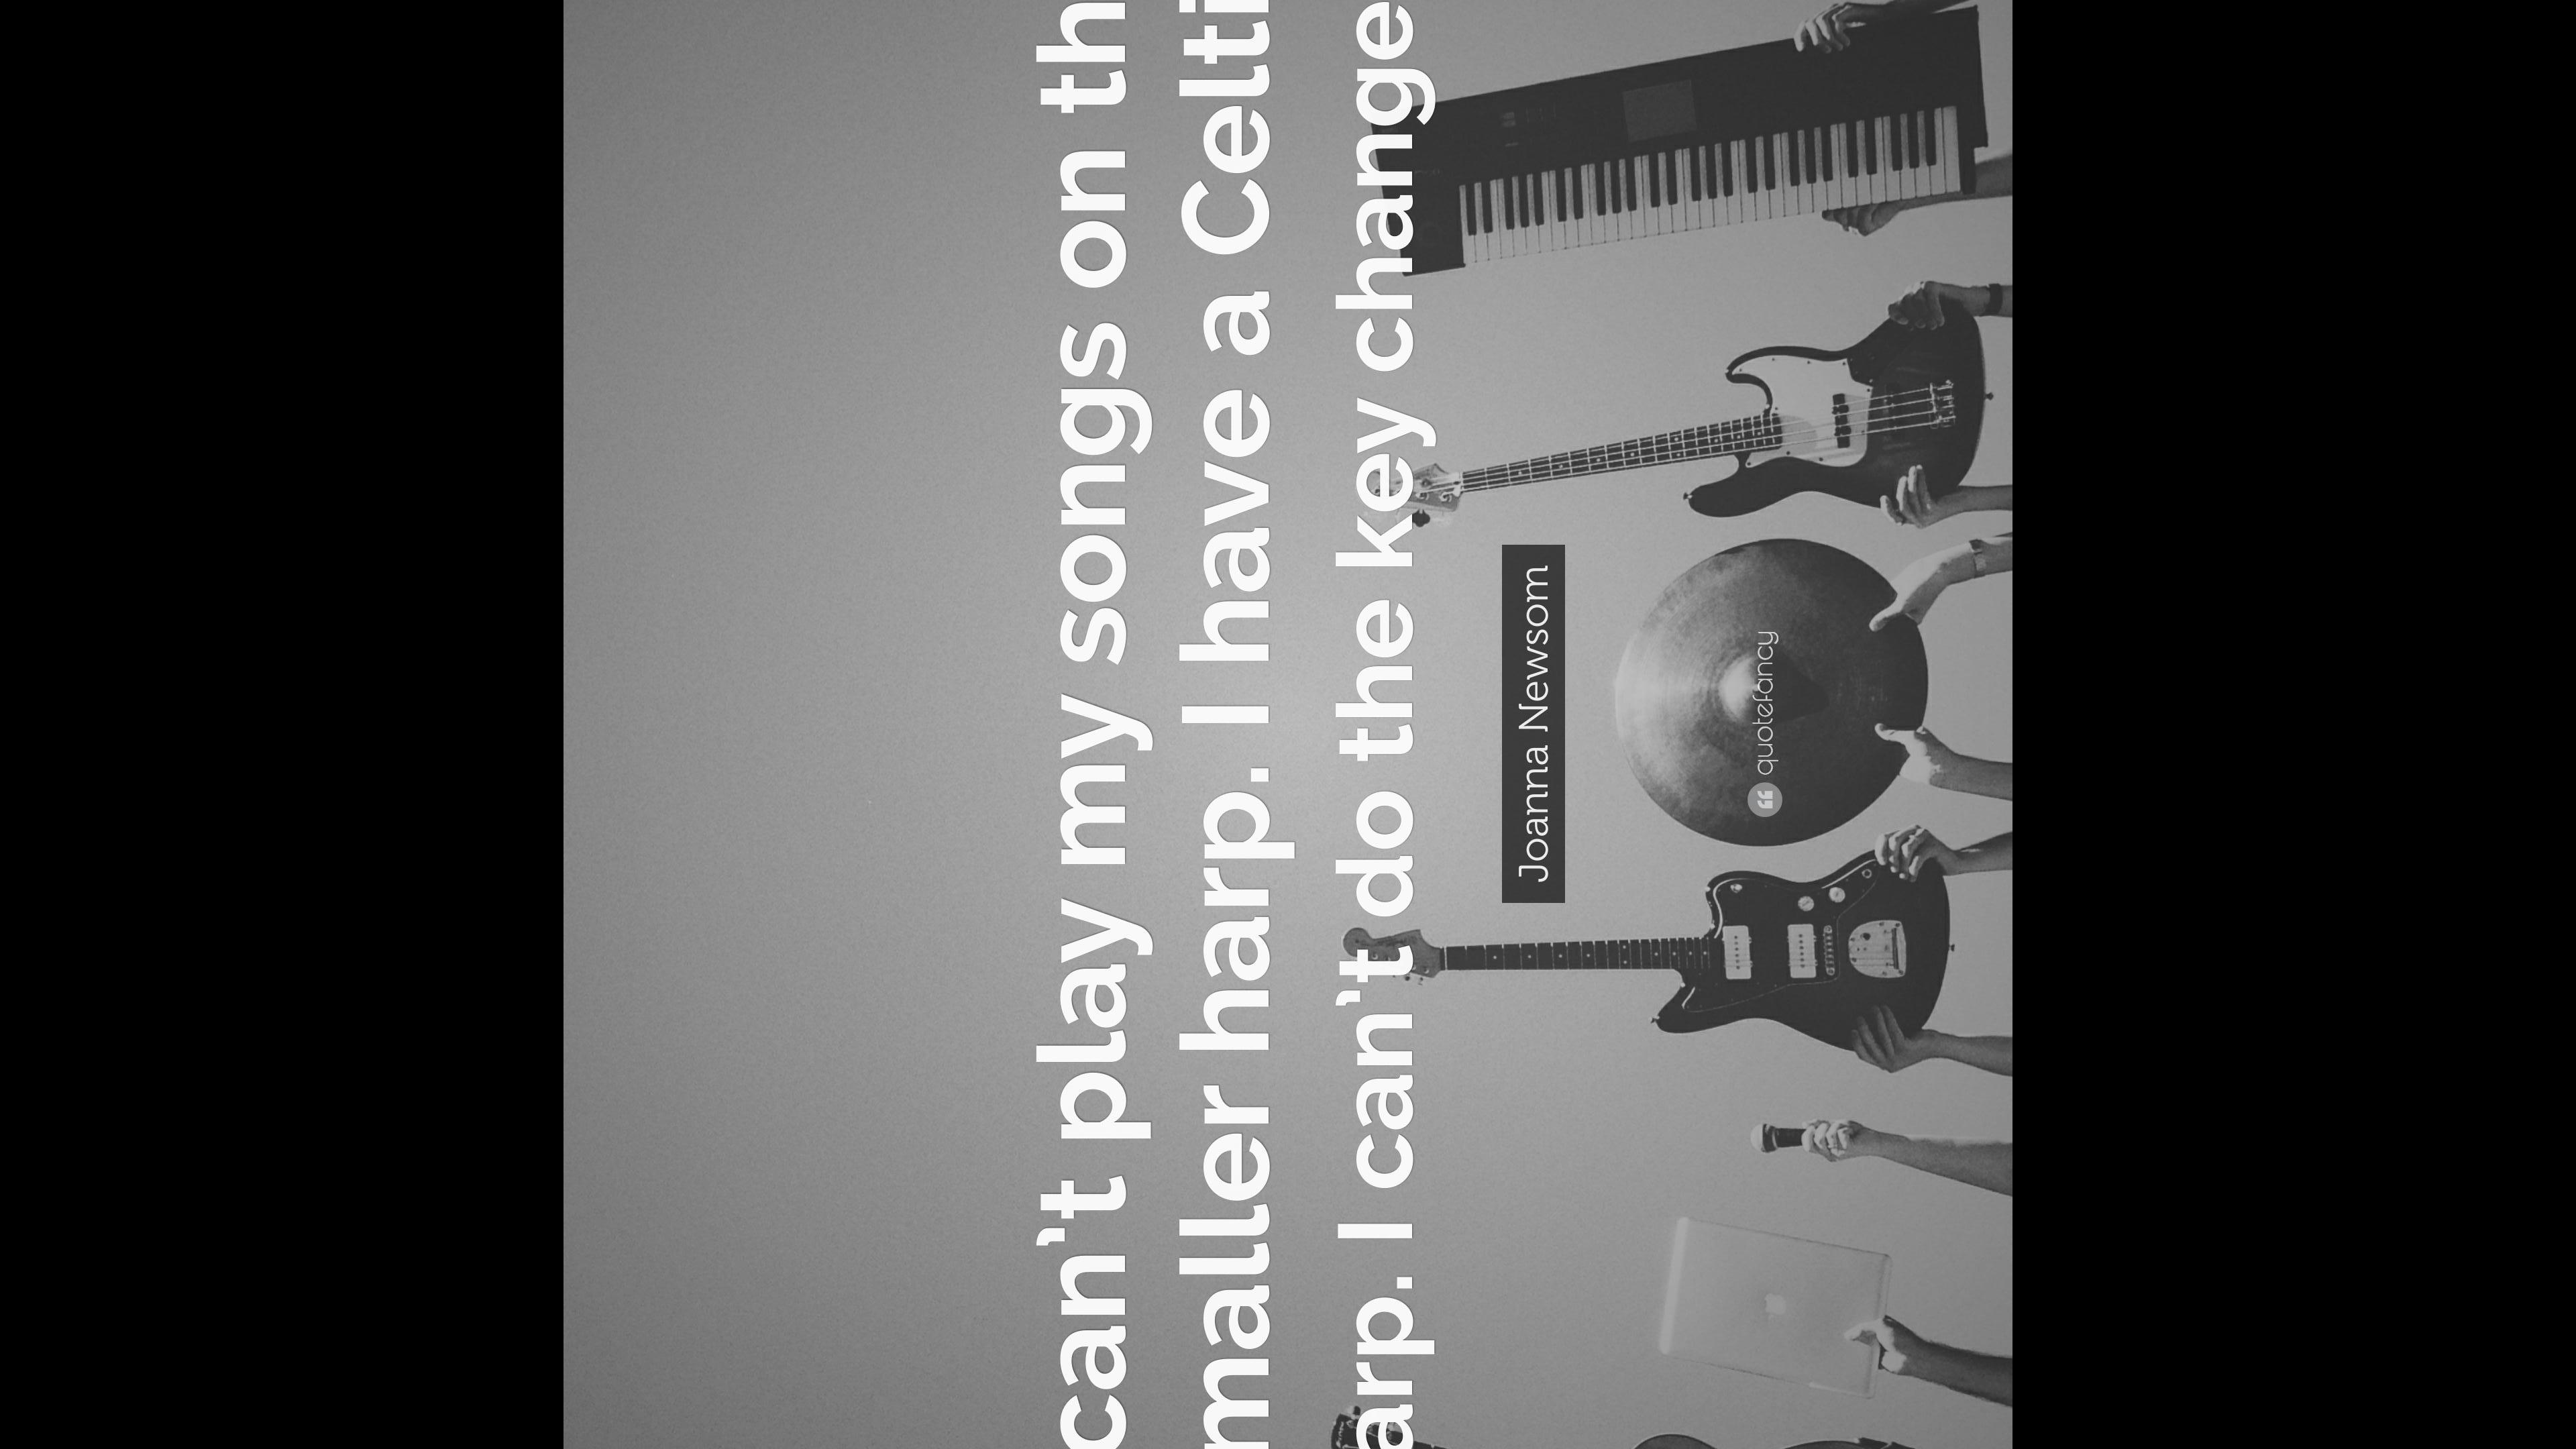 can't play my songs on th
maller harp. I have a Celti
arp. I can't do the key change
Joanna Newsom
quotefancy